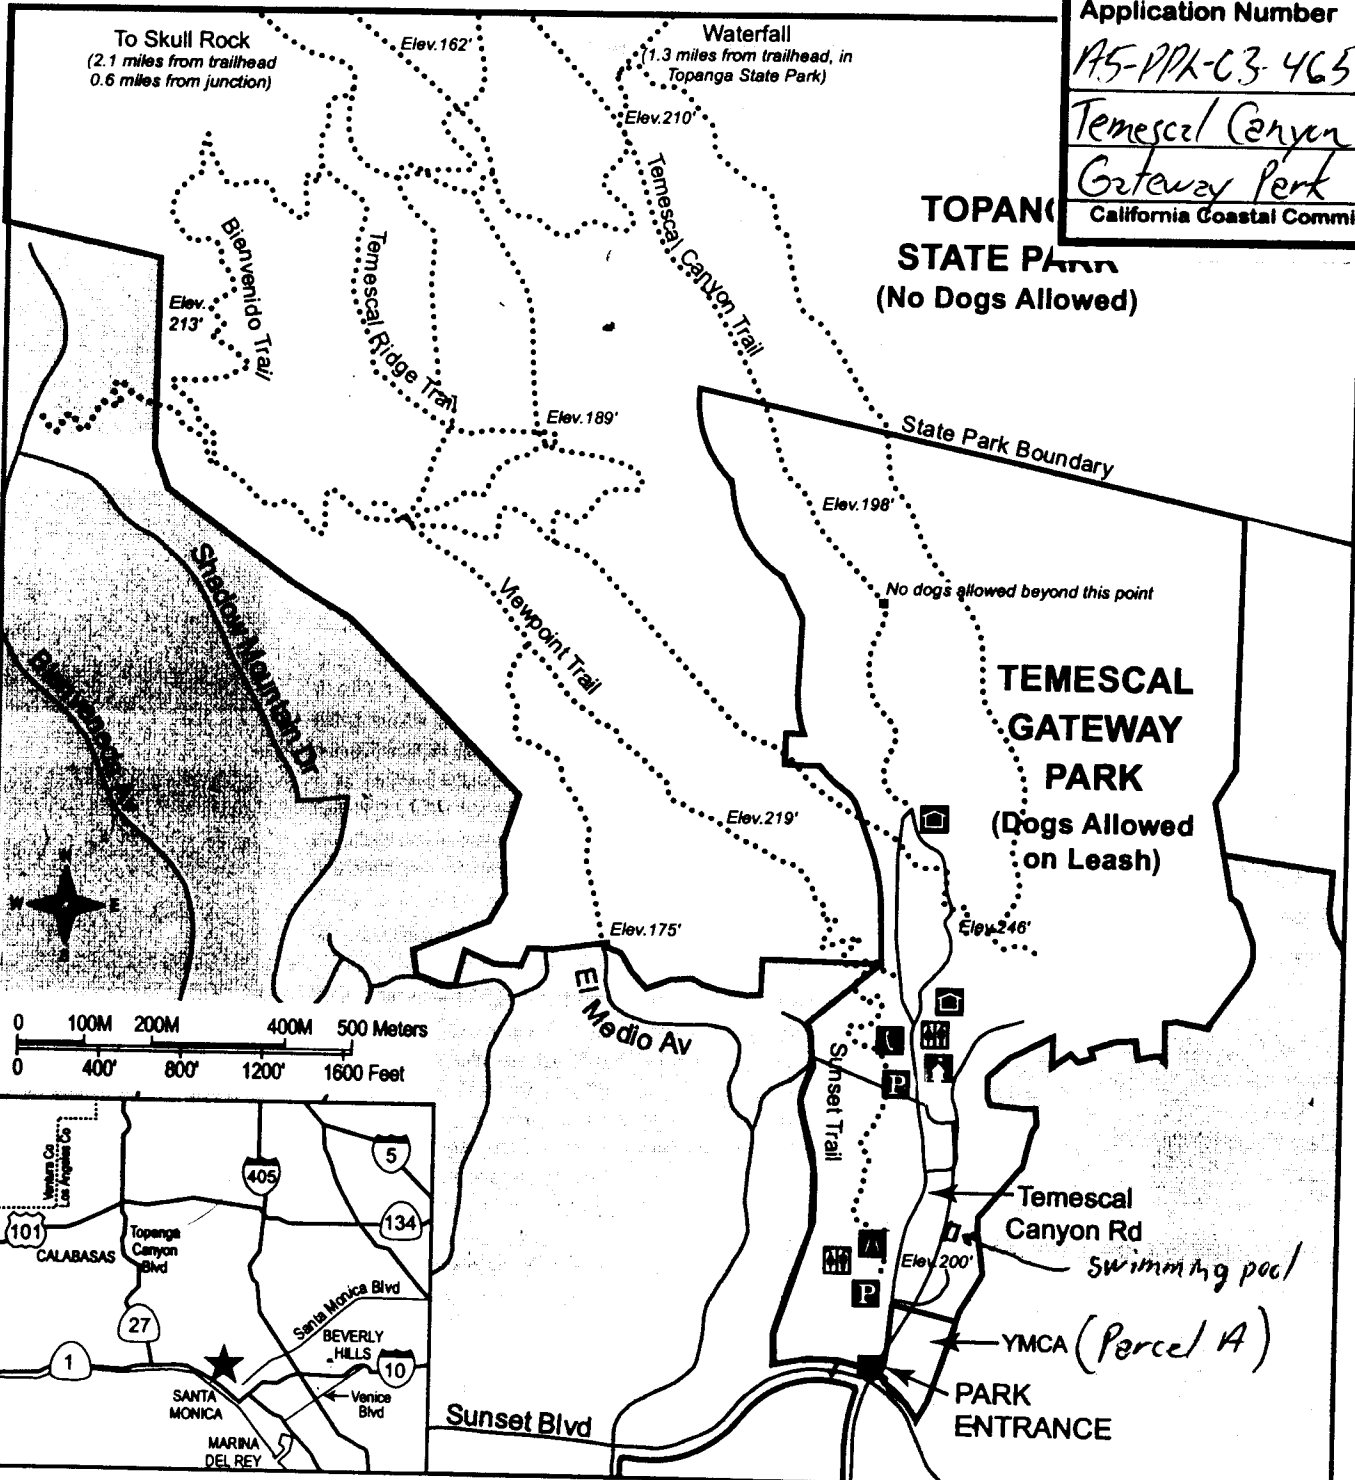 Application Number
A5-PPL-03-465
Temescal Canyon
Gateway Park
California Coastal Commi
To Skull Rock
(2.1 miles from trailhead
0.6 miles from junction)
Elev.162'
Waterfall
(1.3 miles from trailhead, in
Topanga State Park)
Elev.210'
TOPAN
STATE PARK
(No Dogs Allowed)
Temescal Canyon Trail
Bienvenido Trail
Temescal Ridge Trail
Elev.
213'
Elev.189'
State Park Boundary
Elev.198'
No dogs allowed beyond this point
Shadow Mountain Dr
Viewpoint Trail
TEMESCAL
GATEWAY
PARK
(Dogs Allowed
on Leash)
Elev.219'
N
W E
S
Elev.175'
Elev.246'
El Medio Av
0 100M 200M 400M 500 Meters
0 400' 800' 1200' 1600 Feet
Sunset Trail
P
Temescal
Canyon Rd
swimming pool
Elev.200'
P
YMCA (Parcel A)
PARK
ENTRANCE
Sunset Blvd
Ventura Co
Los Angeles Co
5
405
101
134
CALABASAS
Topanga
Canyon
Blvd
Santa Monica Blvd
27
BEVERLY
HILLS
1
10
SANTA
MONICA
Venice
Blvd
MARINA
DEL REY